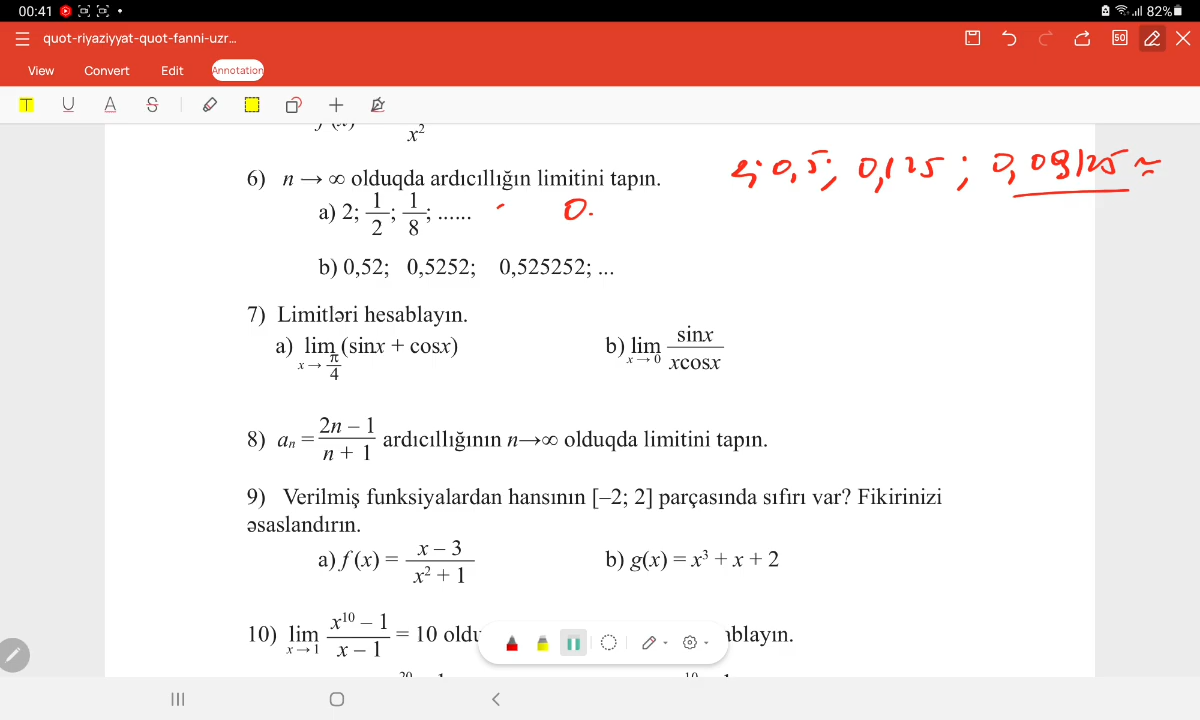 00:41 82%
quot-riyaziyyat-quot-fanni-uzr...
50
View Convert Edit Annotation
T U A S
x²
2; 0,5; 0,125; 0,03125 ≈
6) n → ∞ olduqda ardıcıllığın limitini tapın.
a) 2; 1/2; 1/8; ...... 0.
b) 0,52; 0,5252; 0,525252; ...
7) Limitləri hesablayın.
a) lim x→π/4 (sinx + cosx) b) lim x→0 sinx/xcosx
8) aₙ = 2n – 1/n + 1 ardıcıllığının n→∞ olduqda limitini tapın.
9) Verilmiş funksiyalardan hansının [–2; 2] parçasında sıfırı var? Fikirinizi
əsaslandırın.
a) f (x) = x – 3/x² + 1 b) g(x) = x³ + x + 2
10) lim x→1 x¹⁰ – 1/x – 1 = 10 oldu ablayın.